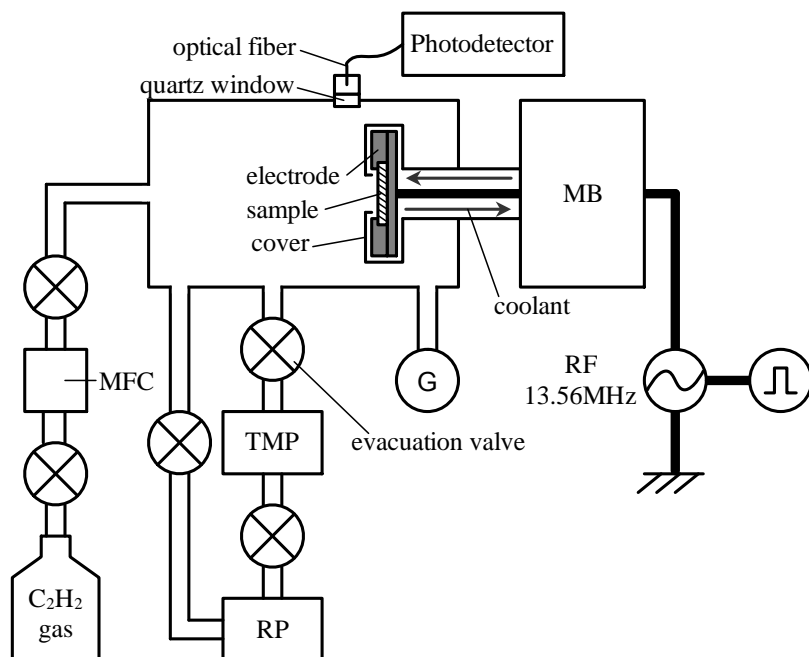 optical fiber
Photodetector
quartz window
electrode
sample
cover
MB
coolant
MFC
G
RF
13.56MHz
TMP
evacuation valve
C₂H₂
gas
RP